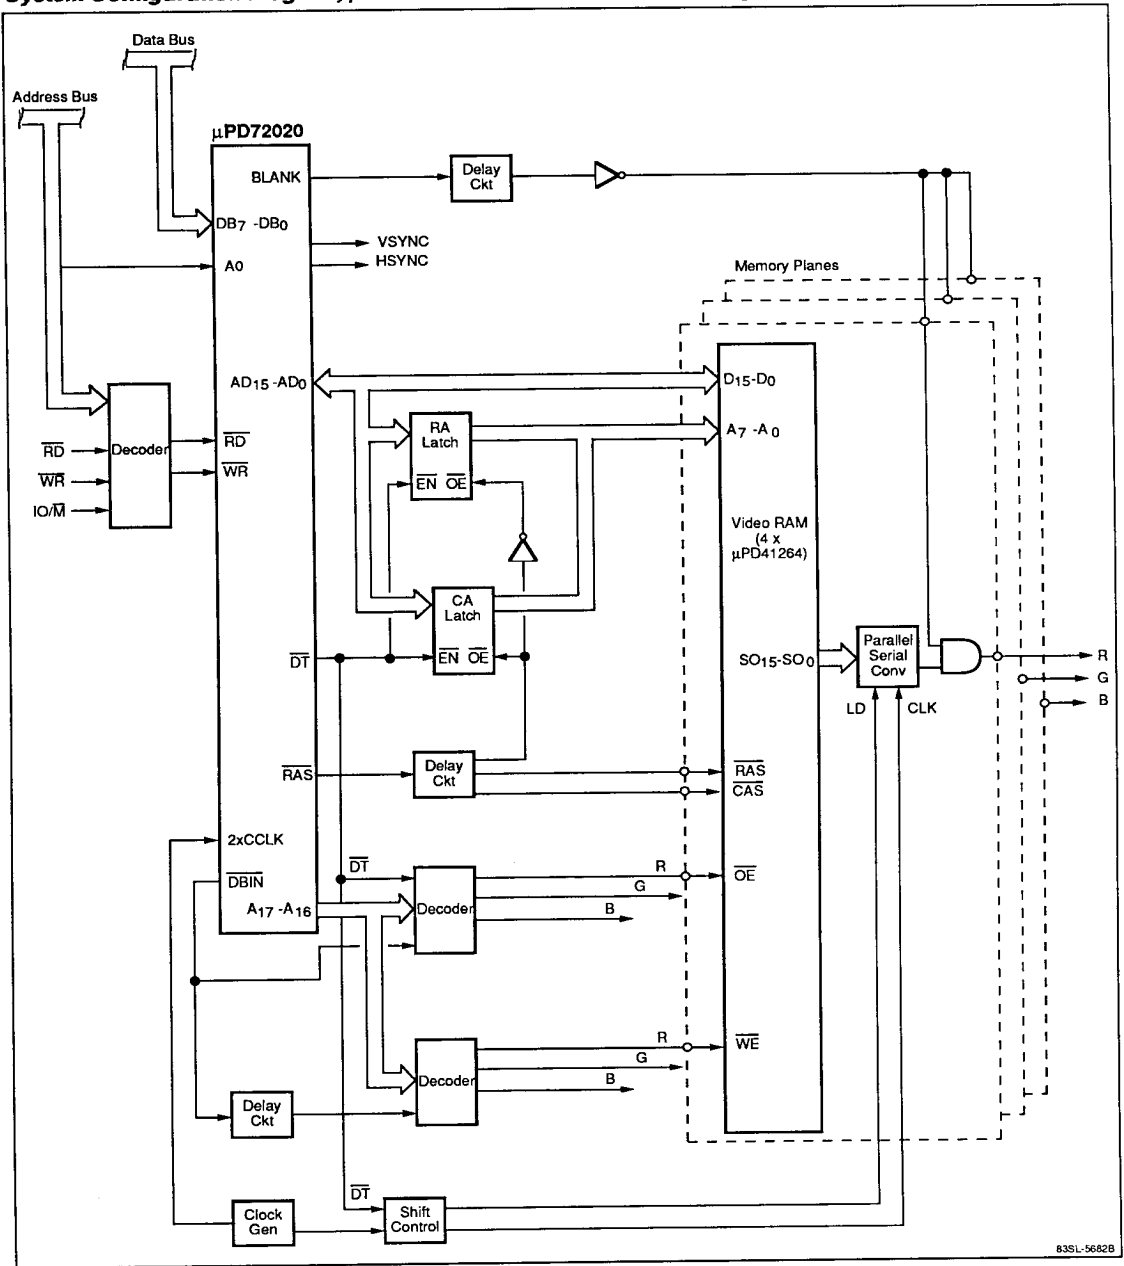 System Configuration
Data Bus
Address Bus
μPD72020
BLANK
Delay
Ckt
DB7 -DB0
VSYNC
HSYNC
A0
Memory Planes
AD15 -AD0
D15-D0
RA
Latch
A7 -A0
EN OE
Decoder
RD
RD
WR
WR
IO/M
Video RAM
(4 x
μPD41264)
CA
Latch
EN OE
DT
Parallel
Serial
Conv
SO15-SO0
R
G
B
LD
CLK
RAS
Delay
Ckt
RAS
CAS
2xCCLK
DT
R
OE
DBIN
G
A17 -A16
Decoder
B
R
WE
G
Decoder
B
Delay
Ckt
DT
Clock
Gen
Shift
Control
83SL-5682B